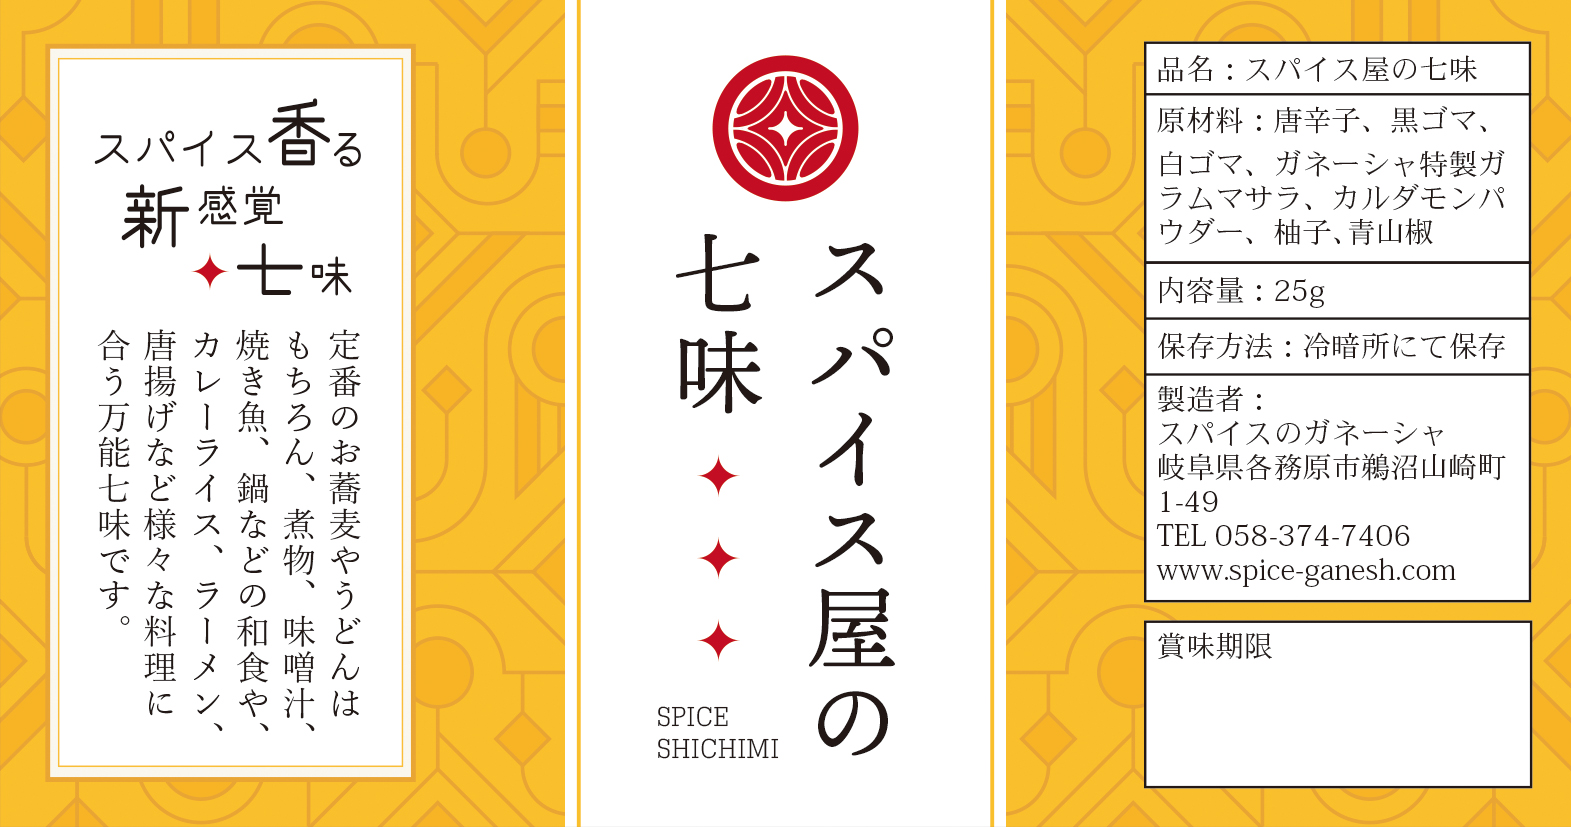 スパイス香る
新感覚
七味
定番のお蕎麦やうどんは
もちろん、煮物、味噌汁、
焼き魚、鍋などの和食や、
カレーライス、ラーメン、
唐揚げなど様々な料理に
合う万能七味です。
スパイス屋の
七味
SPICE
SHICHIMI
品名：スパイス屋の七味
原材料：唐辛子、黒ゴマ、
白ゴマ、ガネーシャ特製ガ
ラムマサラ、カルダモンパ
ウダー、柚子、青山椒
内容量：25g
保存方法：冷暗所にて保存
製造者：
スパイスのガネーシャ
岐阜県各務原市鵜沼山崎町
1-49
TEL 058-374-7406
www.spice-ganesh.com
賞味期限